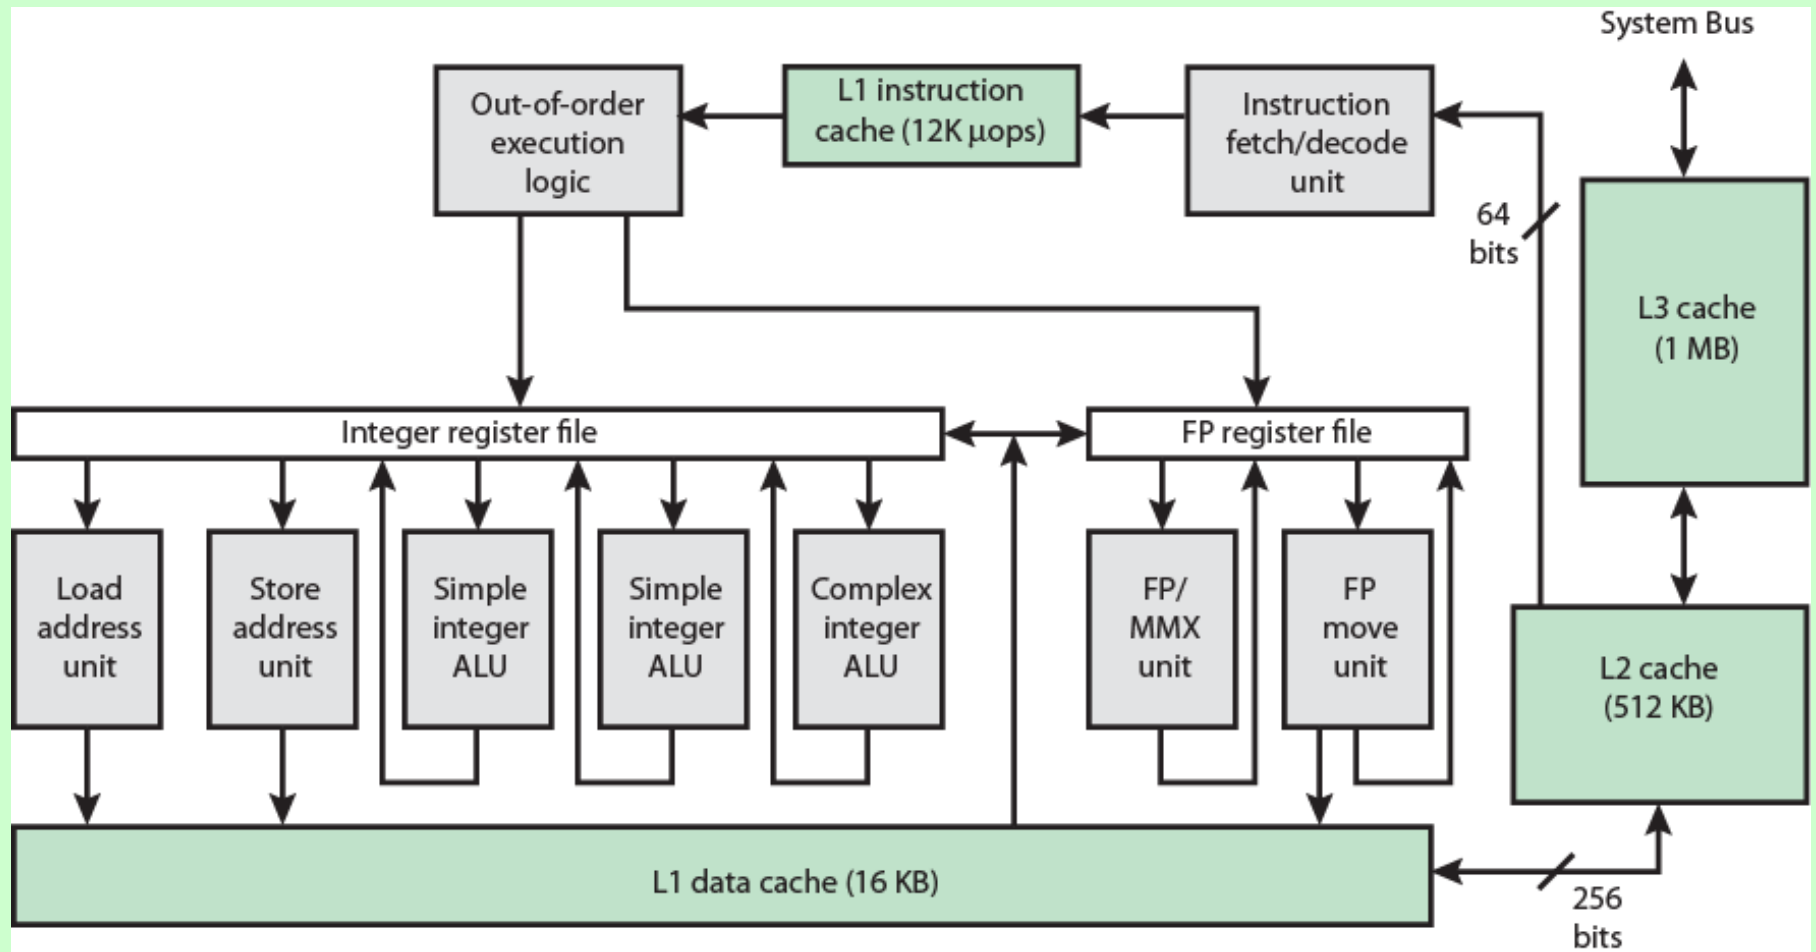 System Bus
Out-of-order
execution
logic
L1 instruction
cache (12K μops)
Instruction
fetch/decode
unit
64
bits
L3 cache
(1 MB)
Integer register file
FP register file
Load
address
unit
Store
address
unit
Simple
integer
ALU
Simple
integer
ALU
Complex
integer
ALU
FP/
MMX
unit
FP
move
unit
L2 cache
(512 KB)
L1 data cache (16 KB)
256
bits